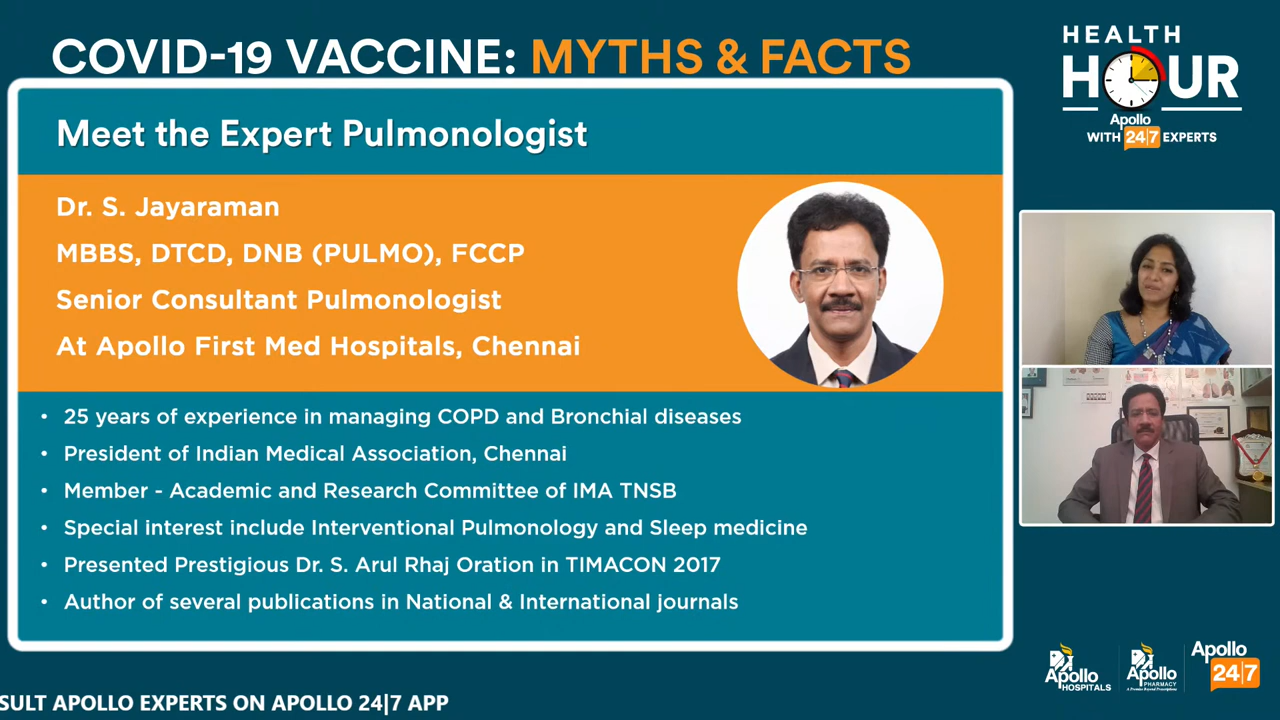 COVID-19 VACCINE: MYTHS & FACTS
HEALTH
HOUR
Apollo
WITH 24|7 EXPERTS
Meet the Expert Pulmonologist
Dr. S. Jayaraman
MBBS, DTCD, DNB (PULMO), FCCP
Senior Consultant Pulmonologist
At Apollo First Med Hospitals, Chennai
• 25 years of experience in managing COPD and Bronchial diseases
• President of Indian Medical Association, Chennai
• Member - Academic and Research Committee of IMA TNSB
• Special interest include Interventional Pulmonology and Sleep medicine
• Presented Prestigious Dr. S. Arul Rhaj Oration in TIMACON 2017
• Author of several publications in National & International journals
Apollo
HOSPITALS
Apollo
PHARMACY
Apollo
24|7
SULT APOLLO EXPERTS ON APOLLO 24|7 APP